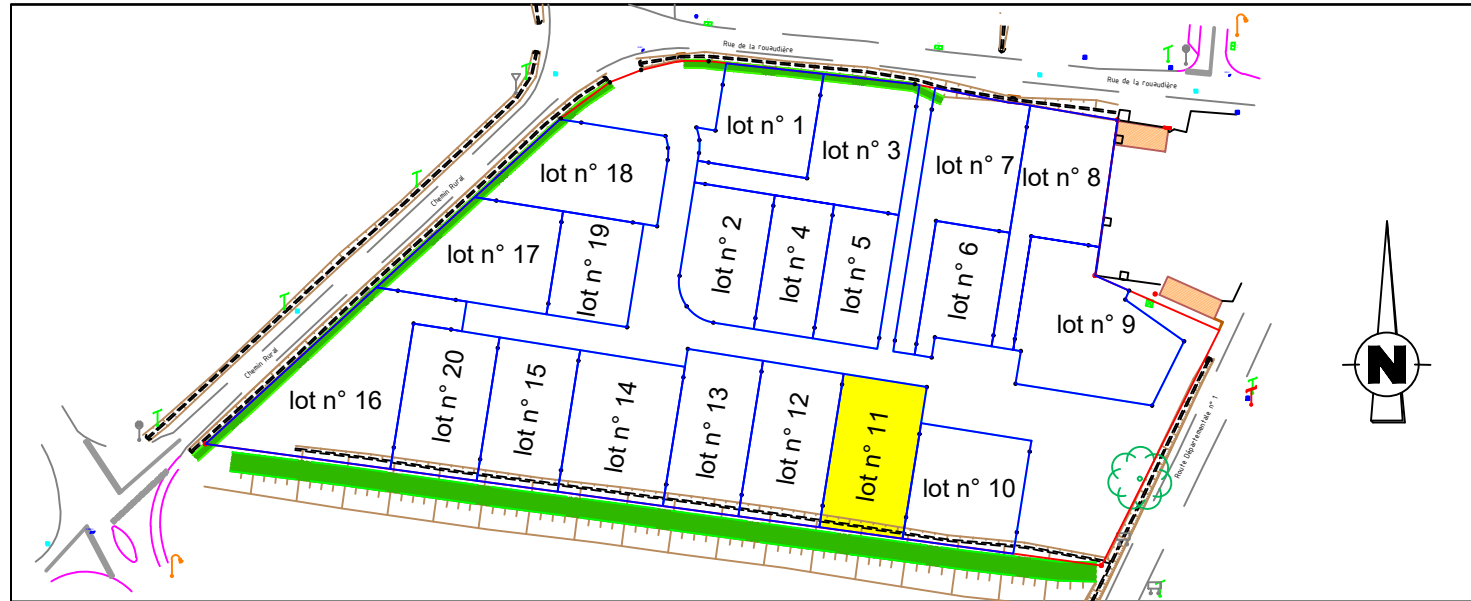 Rue de la rouaudière
Rue de la rouaudière
lot n° 1
lot n° 3
lot n° 7
lot n° 8
lot n° 18
Chemin Rural
lot n° 2
lot n° 4
lot n° 5
lot n° 6
lot n° 17
lot n° 19
lot n° 9
Chemin Rural
lot n° 16
lot n° 20
lot n° 15
lot n° 14
lot n° 13
lot n° 12
lot n° 11
lot n° 10
Route Départementale n° 1
N